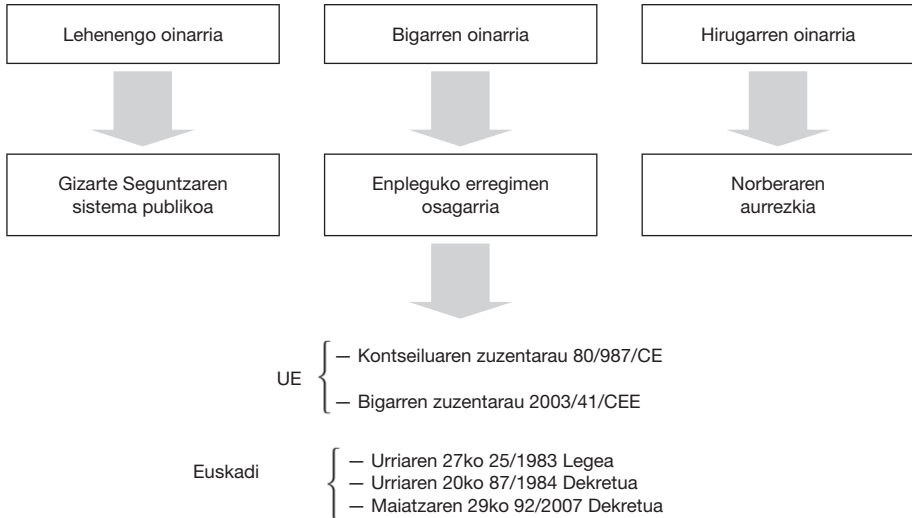 Lehenengo oinarria
Bigarren oinarria
Hirugarren oinarria
Gizarte Seguntzaren
sistema publikoa
Enpleguko erregimen
osagarria
Norberaren
aurrezkia
UE
— Kontseiluaren zuzentarau 80/987/CE
— Bigarren zuzentarau 2003/41/CEE
Euskadi
— Urriaren 27ko 25/1983 Legea
— Urriaren 20ko 87/1984 Dekretua
— Maiatzaren 29ko 92/2007 Dekretua